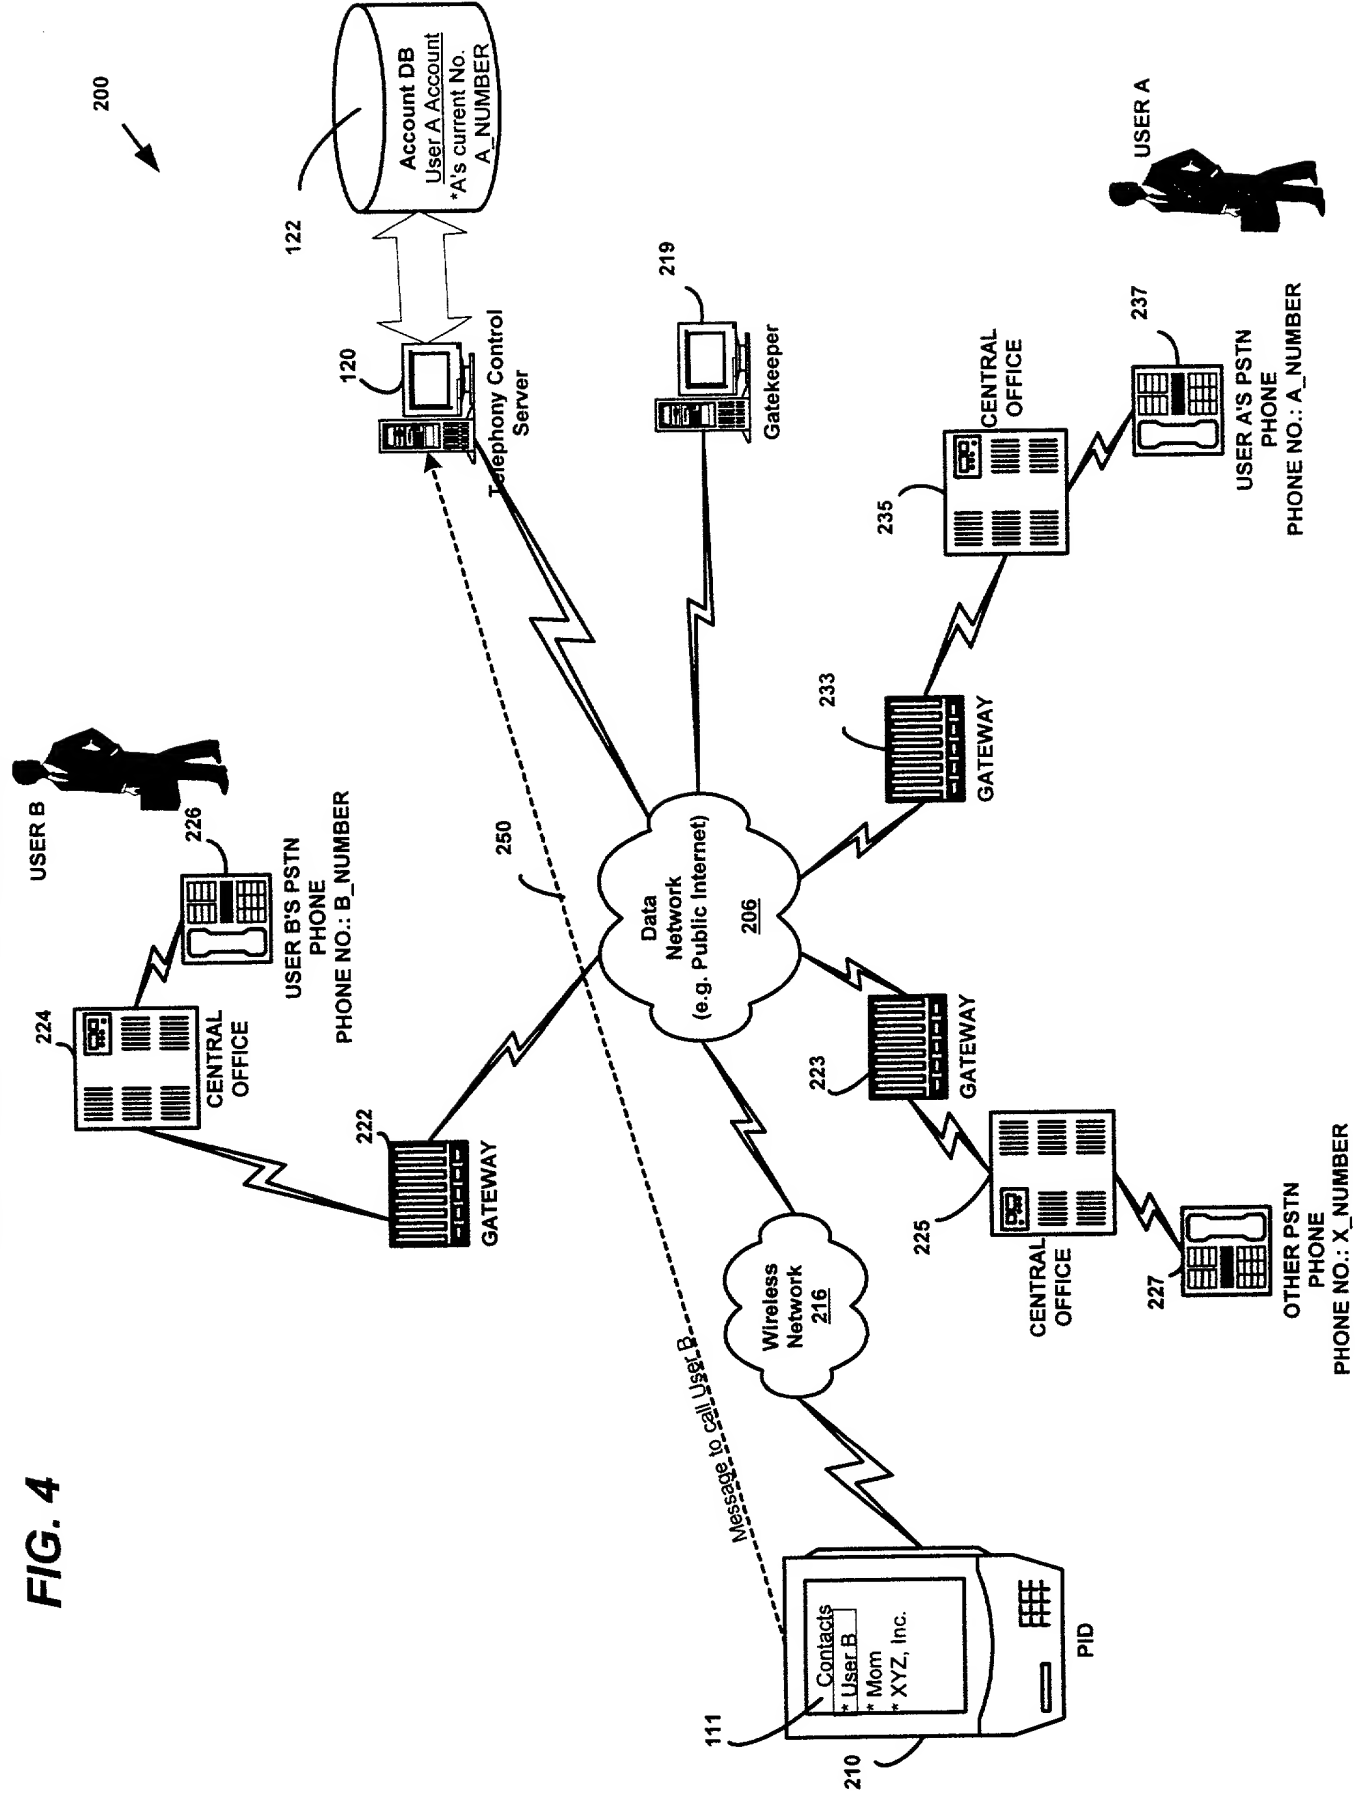 FIG. 4
200
USER B
224
CENTRAL
OFFICE
226
USER B'S PSTN
PHONE
PHONE NO.: B_NUMBER
222
GATEWAY
122
Account DB
User A Account
*A's current No.
A_NUMBER
120
Telephony Control
Server
219
Gatekeeper
250
Message to call User B
Data
Network
(e.g. Public Internet)
206
Wireless
Network
216
111
210
Contacts
* User B
* Mom
* XYZ, Inc.
PID
223
GATEWAY
225
CENTRAL
OFFICE
227
OTHER PSTN
PHONE
PHONE NO.: X_NUMBER
233
GATEWAY
235
CENTRAL
OFFICE
237
USER A'S PSTN
PHONE
PHONE NO.: A_NUMBER
USER A